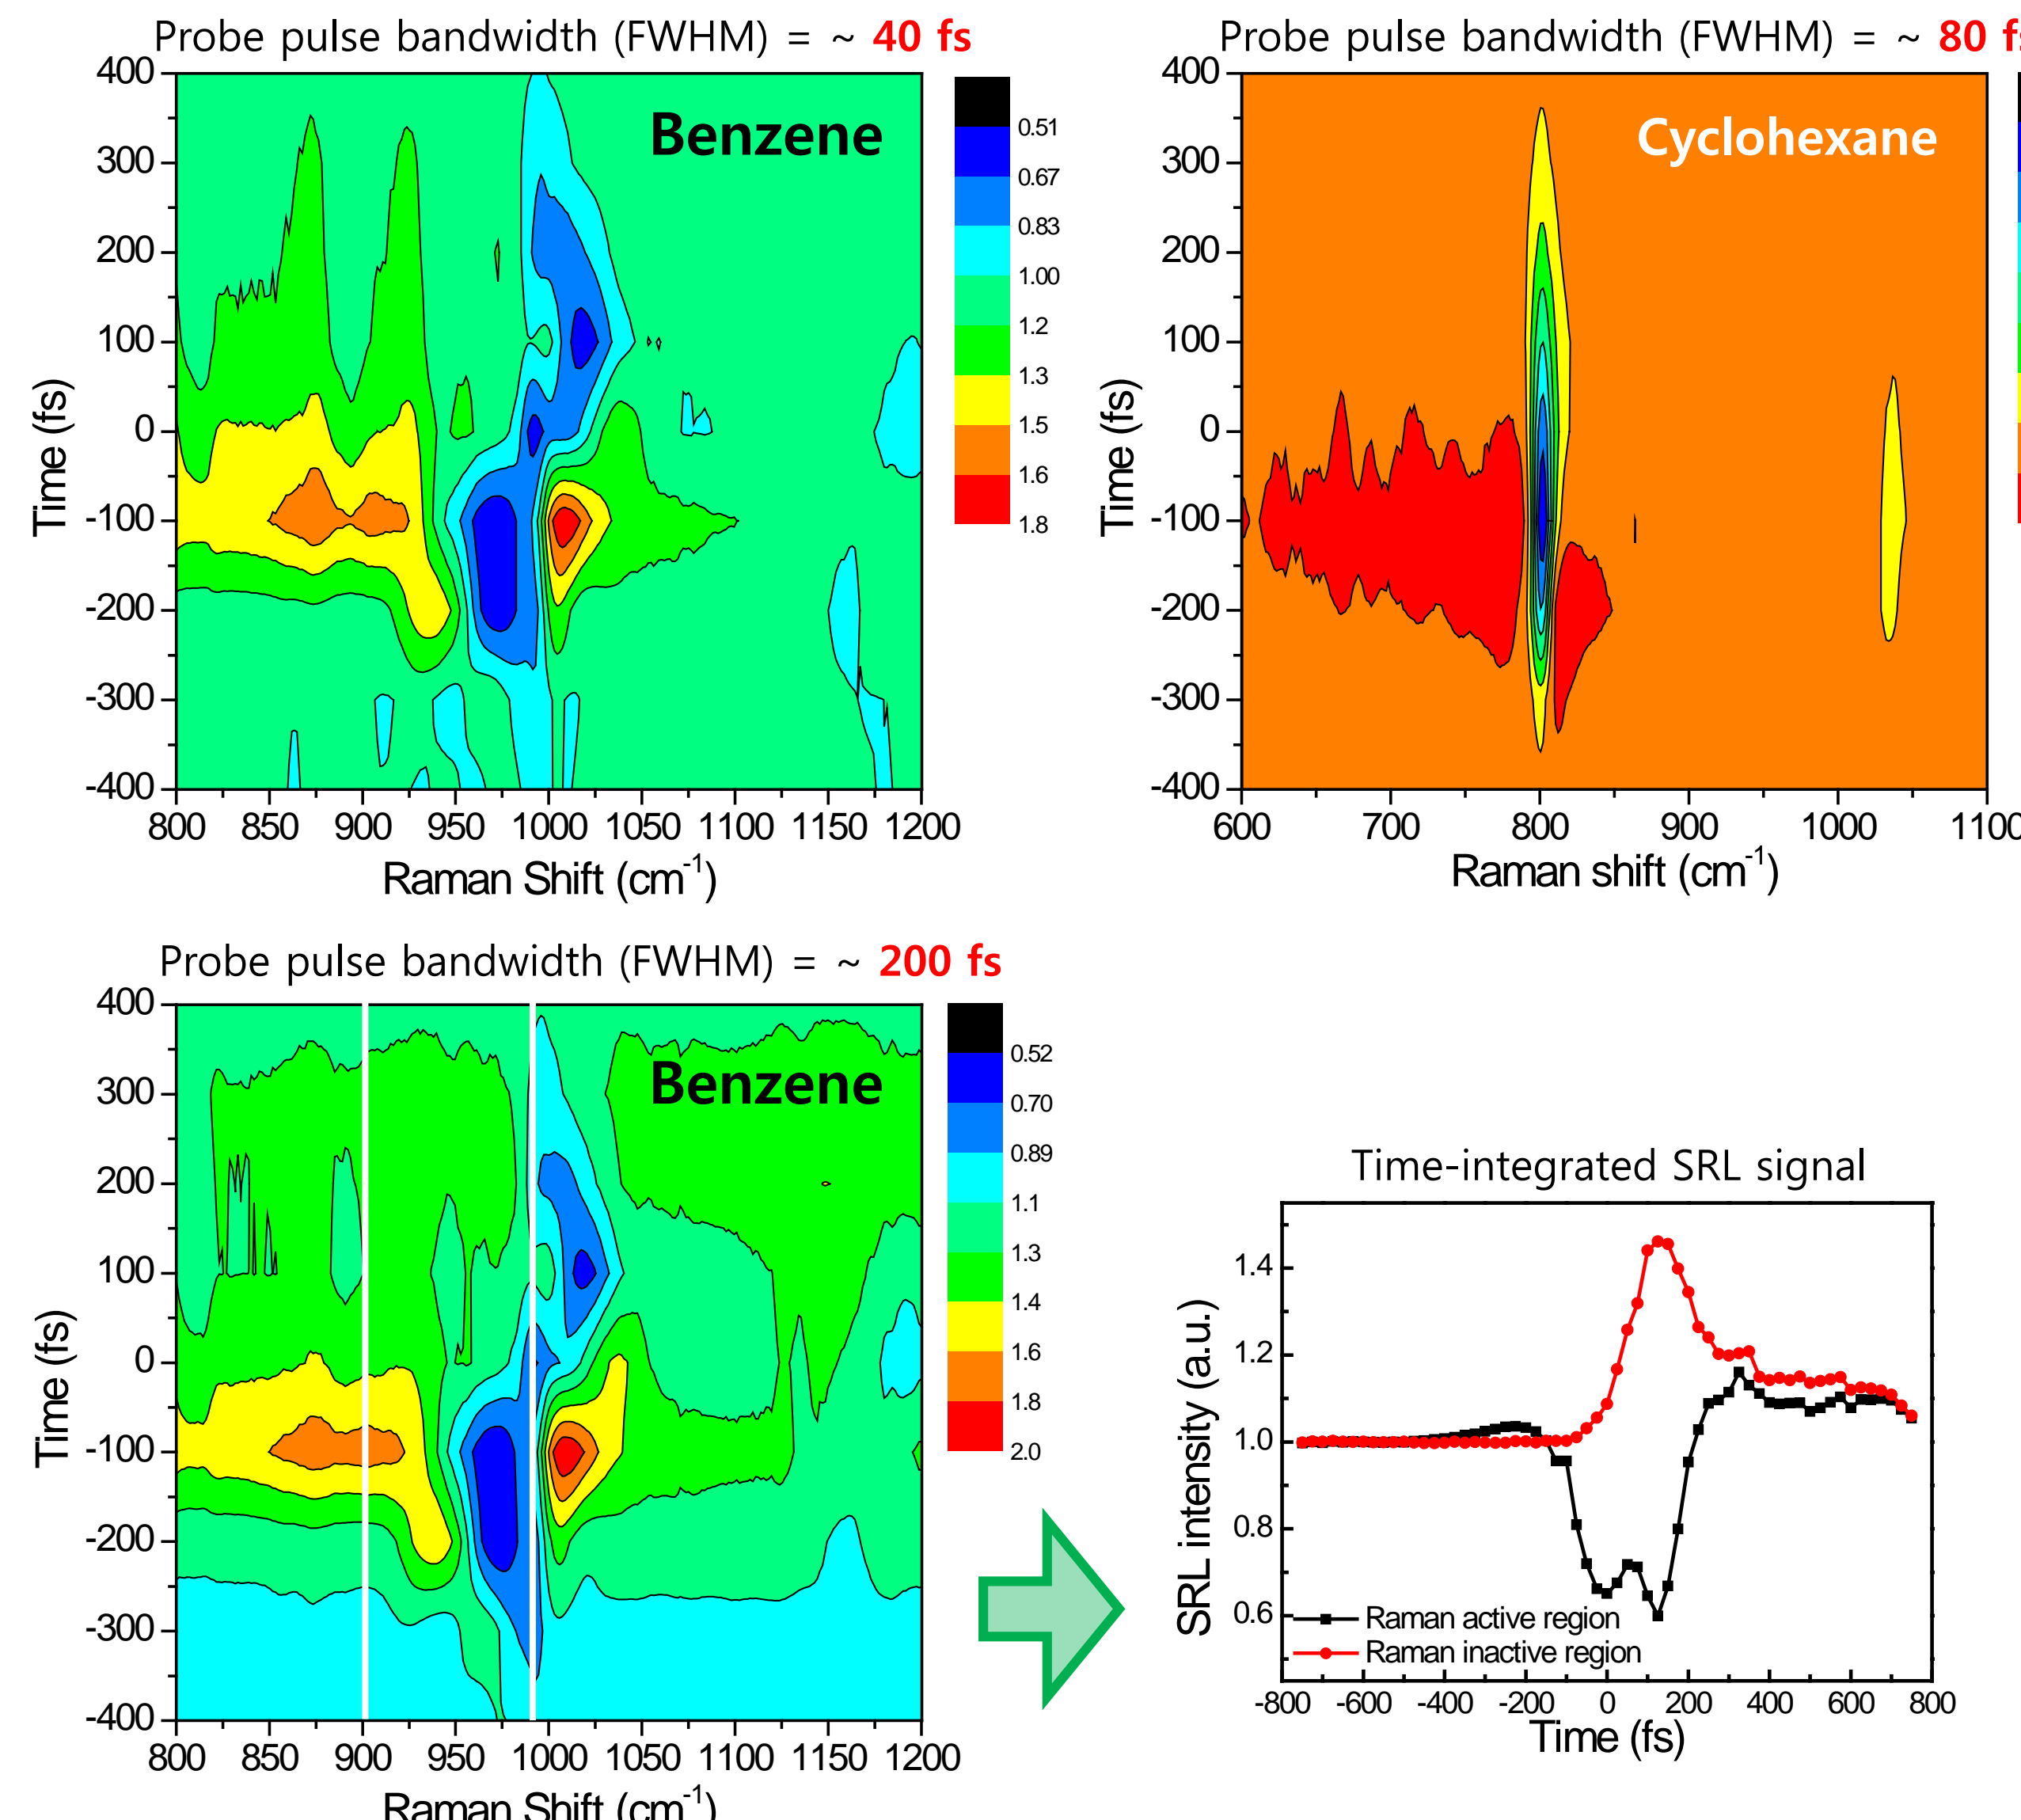 Probe pulse bandwidth (FWHM) = ~ 40 fs
400
300
200
100
0
-100
-200
-300
-400
Time (fs)
Benzene
0.51
0.67
0.83
1.00
1.2
1.3
1.5
1.6
1.8
800 850 900 950 1000 1050 1100 1150 1200
Raman Shift (cm-1)
Probe pulse bandwidth (FWHM) = ~ 80 fs
400
300
200
100
0
-100
-200
-300
-400
Time (fs)
Cyclohexane
600 700 800 900 1000 1100
Raman shift (cm-1)
Probe pulse bandwidth (FWHM) = ~ 200 fs
400
300
200
100
0
-100
-200
-300
-400
Time (fs)
Benzene
0.52
0.70
0.89
1.1
1.3
1.4
1.6
1.8
2.0
800 850 900 950 1000 1050 1100 1150 1200
Raman Shift (cm-1)
Time-integrated SRL signal
1.4
1.2
1.0
0.8
0.6
SRL intensity (a.u.)
Raman active region
Raman inactive region
-800 -600 -400 -200 0 200 400 600 800
Time (fs)